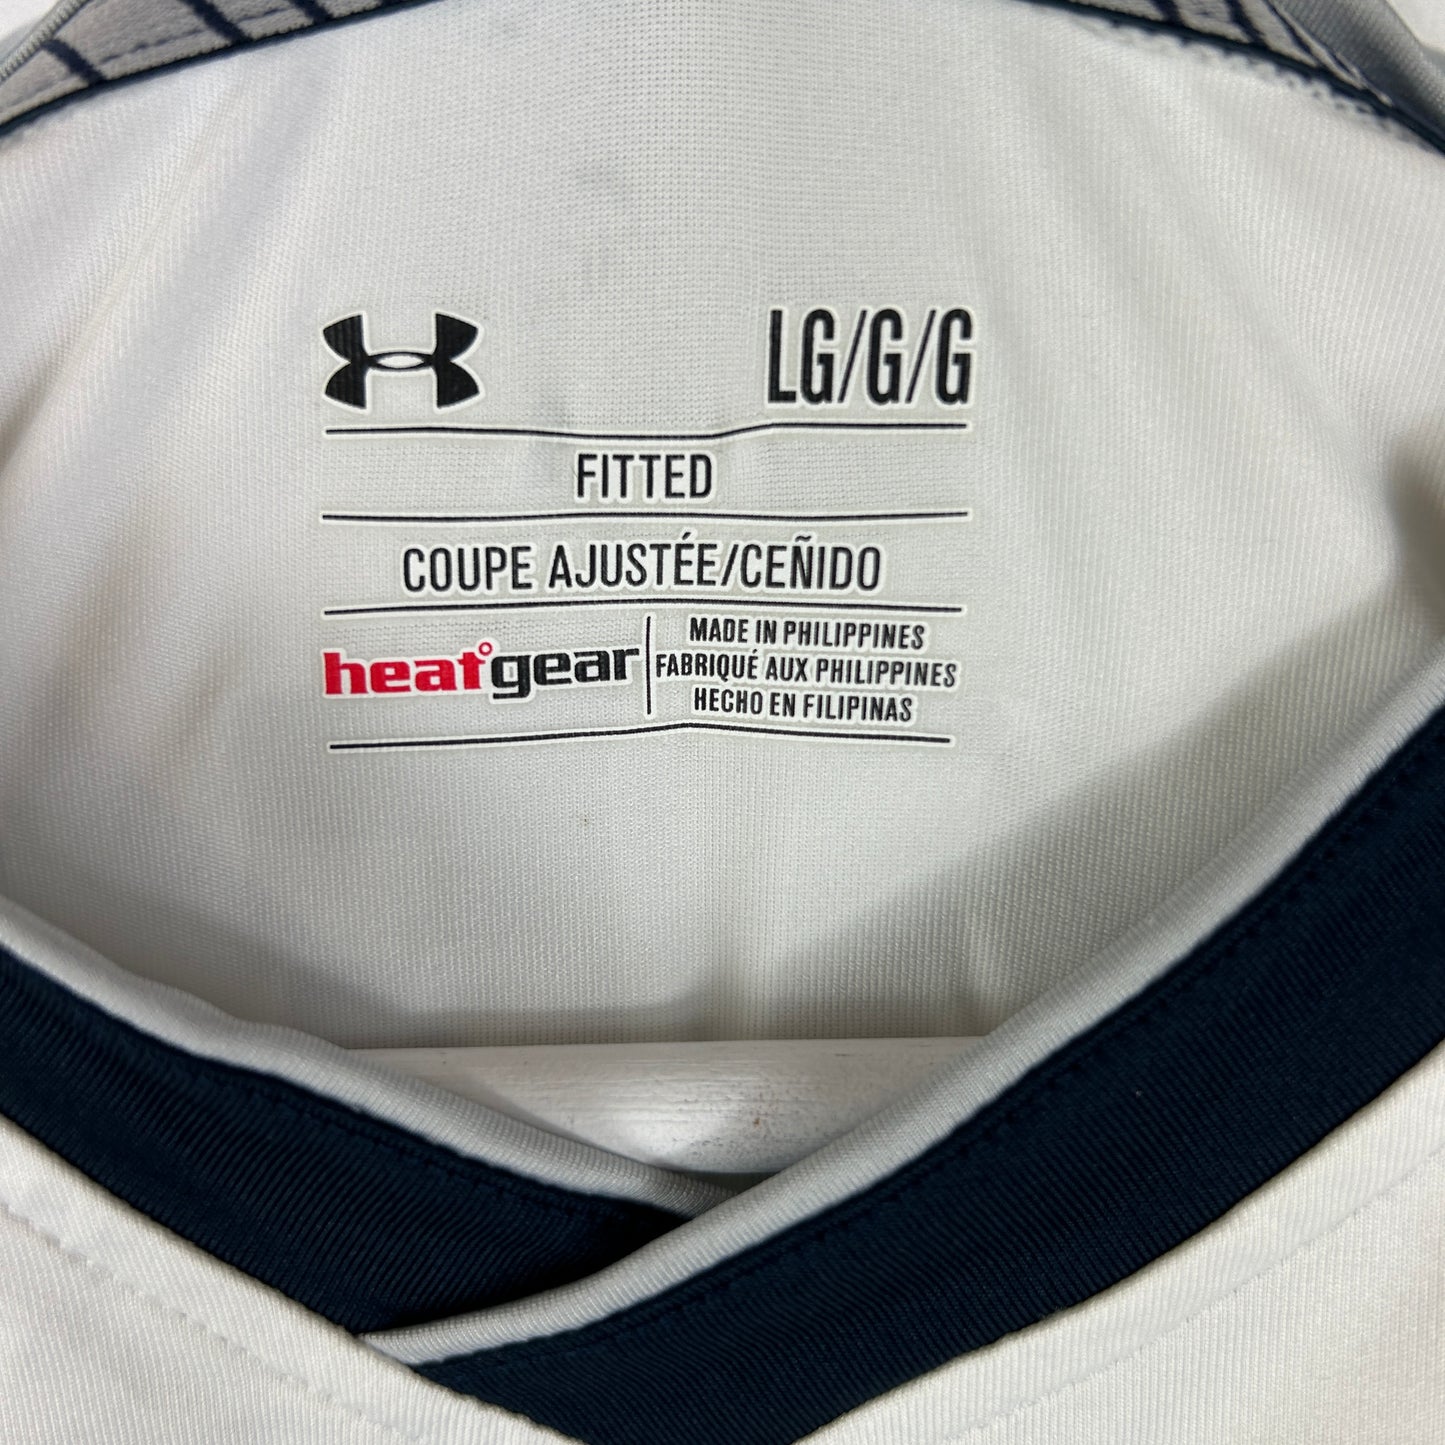 LG/G/G
FITTED
COUPE AJUSTÉE/CEÑIDO
heatgear
MADE IN PHILIPPINES
FABRIQUÉ AUX PHILIPPINES
HECHO EN FILIPINAS